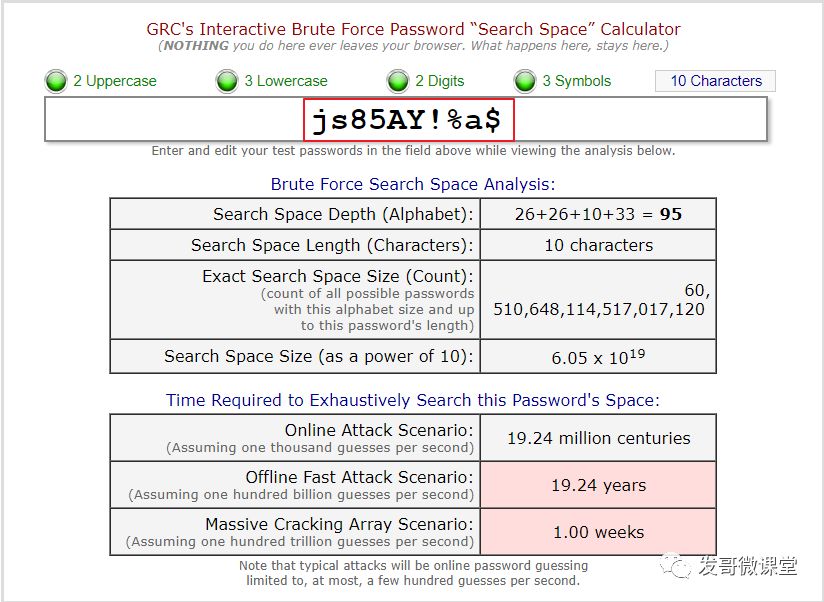 GRC's Interactive Brute Force Password “Search Space” Calculator
(NOTHING you do here ever leaves your browser. What happens here, stays here.)
2 Uppercase 3 Lowercase 2 Digits 3 Symbols 10 Characters
js85AY!%a$
Enter and edit your test passwords in the field above while viewing the analysis below.
Brute Force Search Space Analysis:
Search Space Depth (Alphabet): 26+26+10+33 = 95
Search Space Length (Characters): 10 characters
Exact Search Space Size (Count):
(count of all possible passwords
with this alphabet size and up
to this password's length)
60,
510,648,114,517,017,120
Search Space Size (as a power of 10): 6.05 x 10¹⁹
Time Required to Exhaustively Search this Password's Space:
Online Attack Scenario:
(Assuming one thousand guesses per second)
19.24 million centuries
Offline Fast Attack Scenario:
(Assuming one hundred billion guesses per second)
19.24 years
Massive Cracking Array Scenario:
(Assuming one hundred trillion guesses per second)
1.00 weeks
Note that typical attacks will be online password guessing
limited to, at most, a few hundred guesses per second.
发哥微课堂